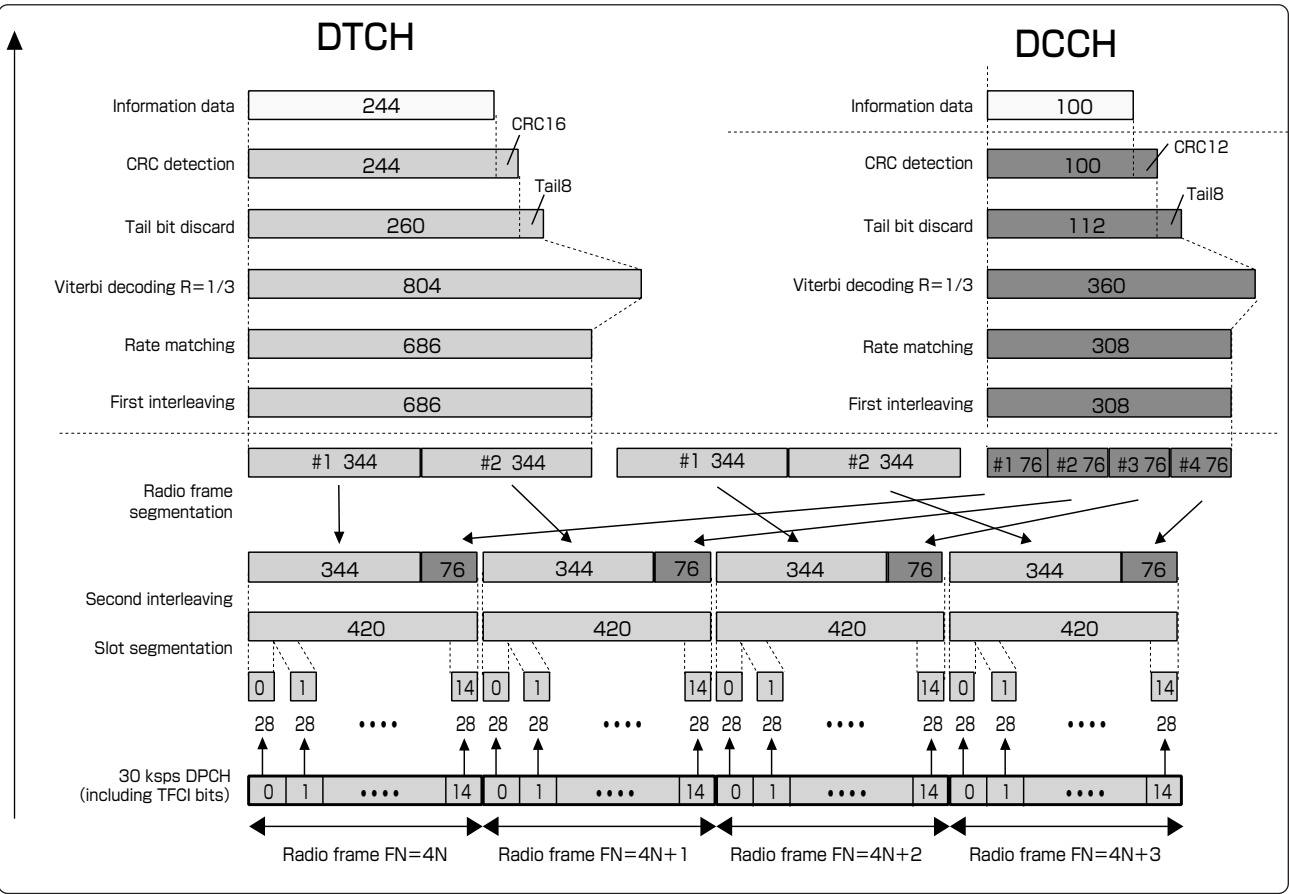 DTCH
DCCH
Information data
244
Information data
100
CRC16
CRC12
CRC detection
244
CRC detection
100
Tail8
Tail8
Tail bit discard
260
Tail bit discard
112
Viterbi decoding R=1/3
804
Viterbi decoding R=1/3
360
Rate matching
686
Rate matching
308
First interleaving
686
First interleaving
308
#1 344 #2 344 #1 344 #2 344 #1 76 #2 76 #3 76 #4 76
Radio frame
segmentation
344 76 344 76 344 76 344 76
Second interleaving
420 420 420 420
Slot segmentation
0 1 14 0 1 14 0 1 14 0 1 14
28 28 •••• 28 28 28 •••• 28 28 28 •••• 28 28 28 •••• 28
30 ksps DPCH
(including TFCI bits)
0 1 •••• 14 0 1 •••• 14 0 1 •••• 14 0 1 •••• 14
Radio frame FN=4N Radio frame FN=4N+1 Radio frame FN=4N+2 Radio frame FN=4N+3